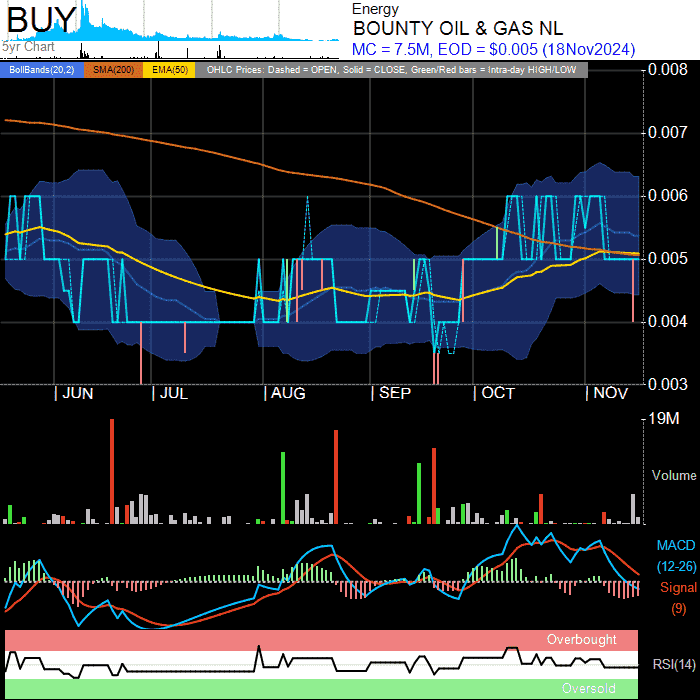 BUY
5yr Chart
Energy
BOUNTY OIL & GAS NL
MC = 7.5M, EOD = $0.005 (18Nov2024)
BollBands(20,2) SMA(200) EMA(50) OHLC Prices: Dashed = OPEN, Solid = CLOSE, Green/Red bars = Intra-day HIGH/LOW
0.008
0.007
0.006
0.005
0.004
0.003
JUN JUL AUG SEP OCT NOV
19M
Volume
MACD
(12-26)
Signal
(9)
Overbought
RSI(14)
Oversold